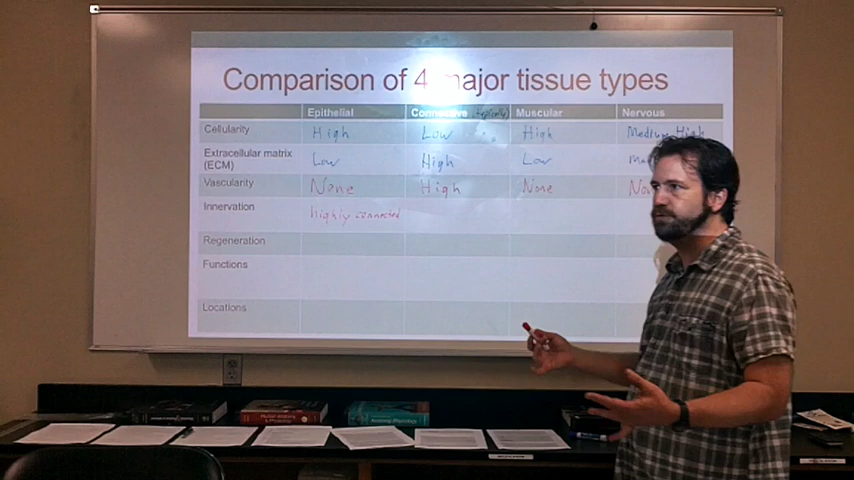 Comparison of 4 major tissue types
Epithelial Connective (typically) Muscular Nervous
Cellularity High Low High Medium High
Extracellular matrix (ECM) Low High Low
Vascularity None High None
Innervation highly connected
Regeneration
Functions
Locations